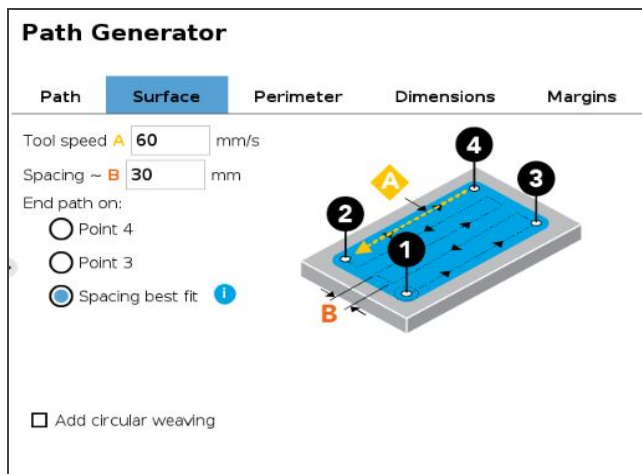 Path Generator
Path Surface Perimeter Dimensions Margins
Tool speed A 60 mm/s
Spacing ~ B 30 mm
End path on:
Point 4
Point 3
Spacing best fit i
Add circular weaving
4
A
3
2
1
B